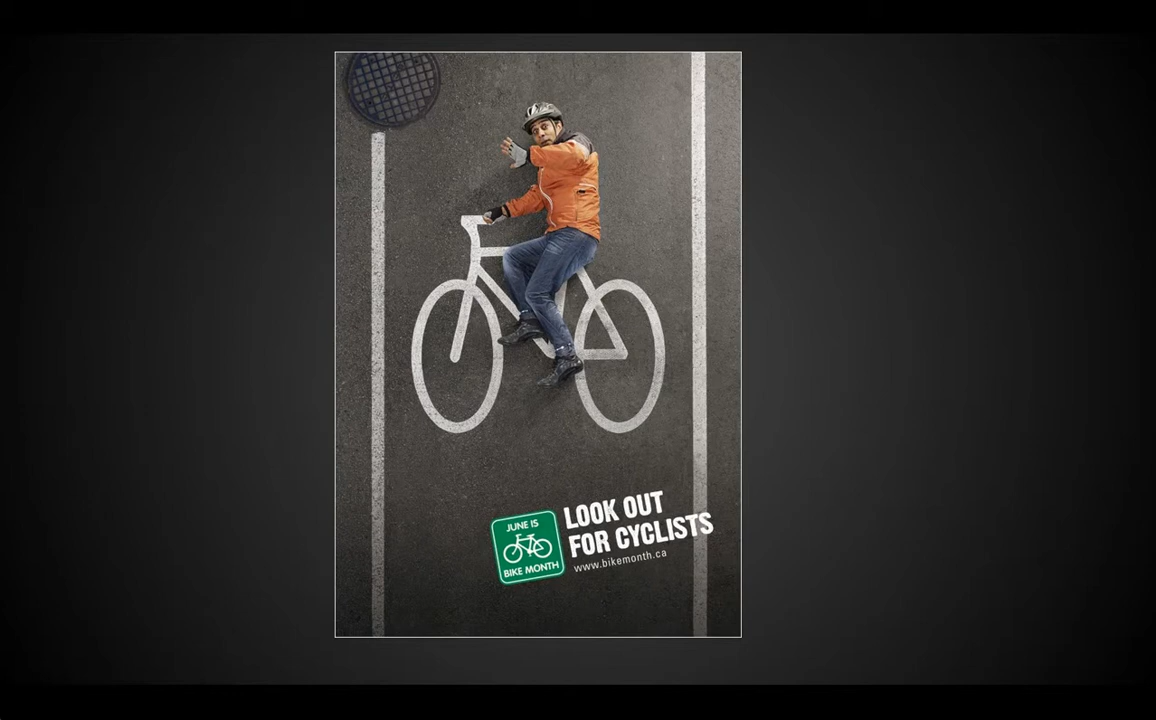 JUNE IS
BIKE MONTH
LOOK OUT
FOR CYCLISTS
www.bikemonth.ca